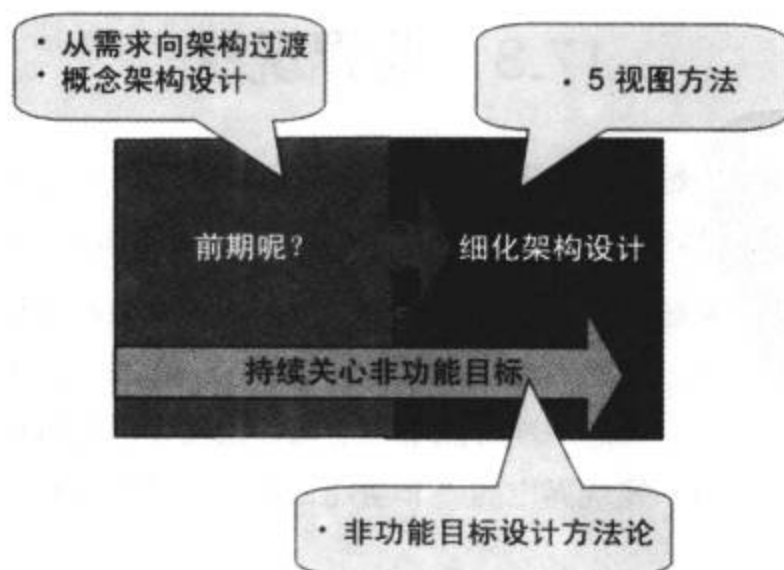 · 从需求向架构过渡
· 概念架构设计
· 5 视图方法
前期呢？
细化架构设计
持续关心非功能目标
· 非功能目标设计方法论